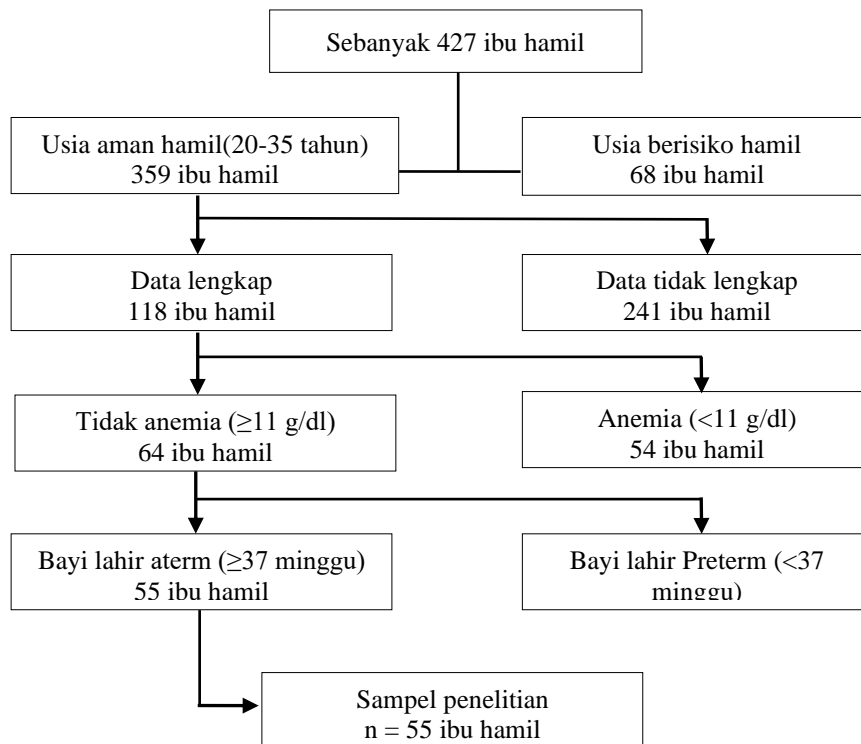 Sebanyak 427 ibu hamil
Usia aman hamil(20-35 tahun)
359 ibu hamil
Usia berisiko hamil
68 ibu hamil
Data lengkap
118 ibu hamil
Data tidak lengkap
241 ibu hamil
Tidak anemia (≥11 g/dl)
64 ibu hamil
Anemia (<11 g/dl)
54 ibu hamil
Bayi lahir aterm (≥37 minggu)
55 ibu hamil
Bayi lahir Preterm (<37
minggu)
Sampel penelitian
n = 55 ibu hamil